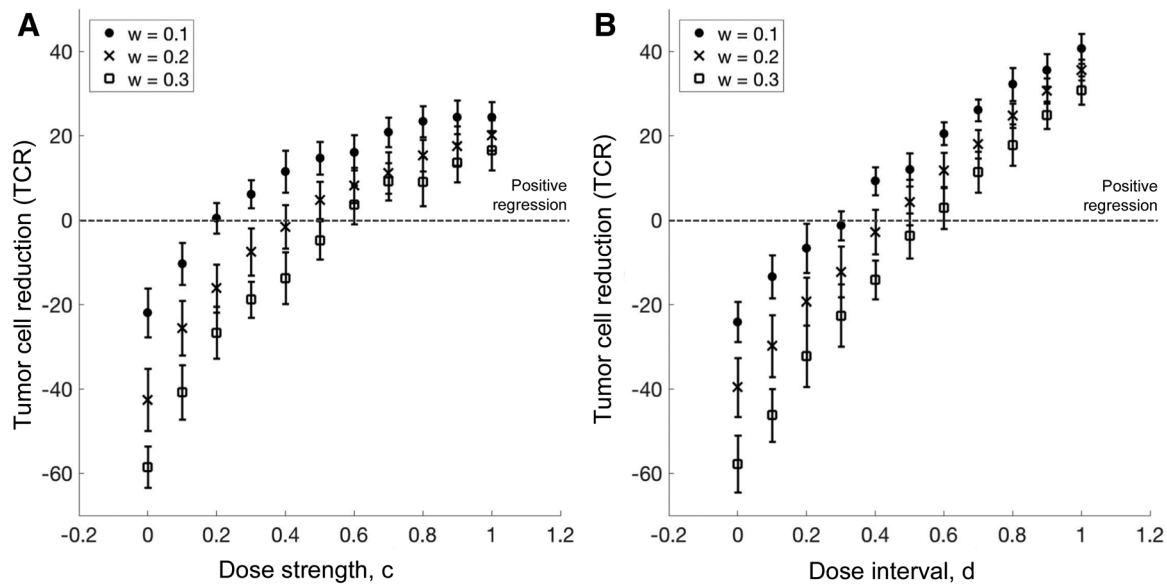 A
w = 0.1
w = 0.2
w = 0.3
Tumor cell reduction (TCR)
40
20
0
-20
-40
-60
Positive
regression
-0.2
0
0.2
0.4
0.6
0.8
1
1.2
Dose strength, c
B
w = 0.1
w = 0.2
w = 0.3
Tumor cell reduction (TCR)
40
20
0
-20
-40
-60
Positive
regression
-0.2
0
0.2
0.4
0.6
0.8
1
1.2
Dose interval, d